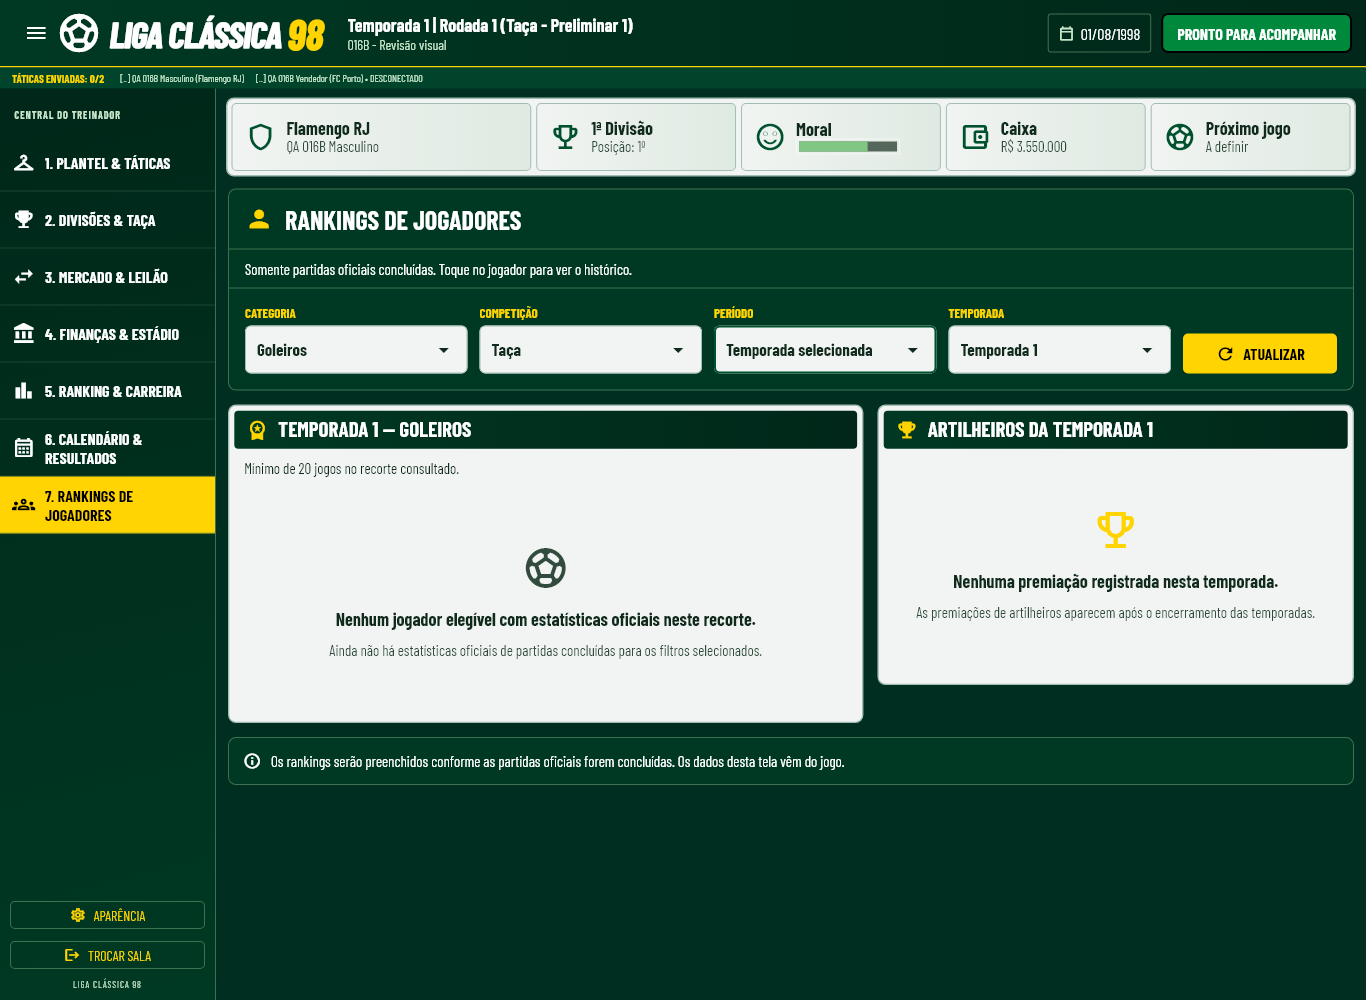 LIGA CLÁSSICA 98
Temporada 1 | Rodada 1 (Taça - Preliminar 1)
016B - Revisão visual
01/08/1998
PRONTO PARA ACOMPANHAR
TÁTICAS ENVIADAS: 0/2
[..] QA 016B Masculino (Flamengo RJ)
[..] QA 016B Vendedor (FC Porto) • DESCONECTADO
CENTRAL DO TREINADOR
1. PLANTEL & TÁTICAS
2. DIVISÕES & TAÇA
3. MERCADO & LEILÃO
4. FINANÇAS & ESTÁDIO
5. RANKING & CARREIRA
6. CALENDÁRIO &
RESULTADOS
7. RANKINGS DE
JOGADORES
APARÊNCIA
TROCAR SALA
LIGA CLÁSSICA 98
Flamengo RJ
QA 016B Masculino
1ª Divisão
Posição: 1º
Moral
Caixa
R$ 3.550.000
Próximo jogo
A definir
RANKINGS DE JOGADORES
Somente partidas oficiais concluídas. Toque no jogador para ver o histórico.
CATEGORIA
Goleiros
COMPETIÇÃO
Taça
PERÍODO
Temporada selecionada
TEMPORADA
Temporada 1
ATUALIZAR
TEMPORADA 1 — GOLEIROS
Mínimo de 20 jogos no recorte consultado.
Nenhum jogador elegível com estatísticas oficiais neste recorte.
Ainda não há estatísticas oficiais de partidas concluídas para os filtros selecionados.
ARTILHEIROS DA TEMPORADA 1
Nenhuma premiação registrada nesta temporada.
As premiações de artilheiros aparecem após o encerramento das temporadas.
Os rankings serão preenchidos conforme as partidas oficiais forem concluídas. Os dados desta tela vêm do jogo.